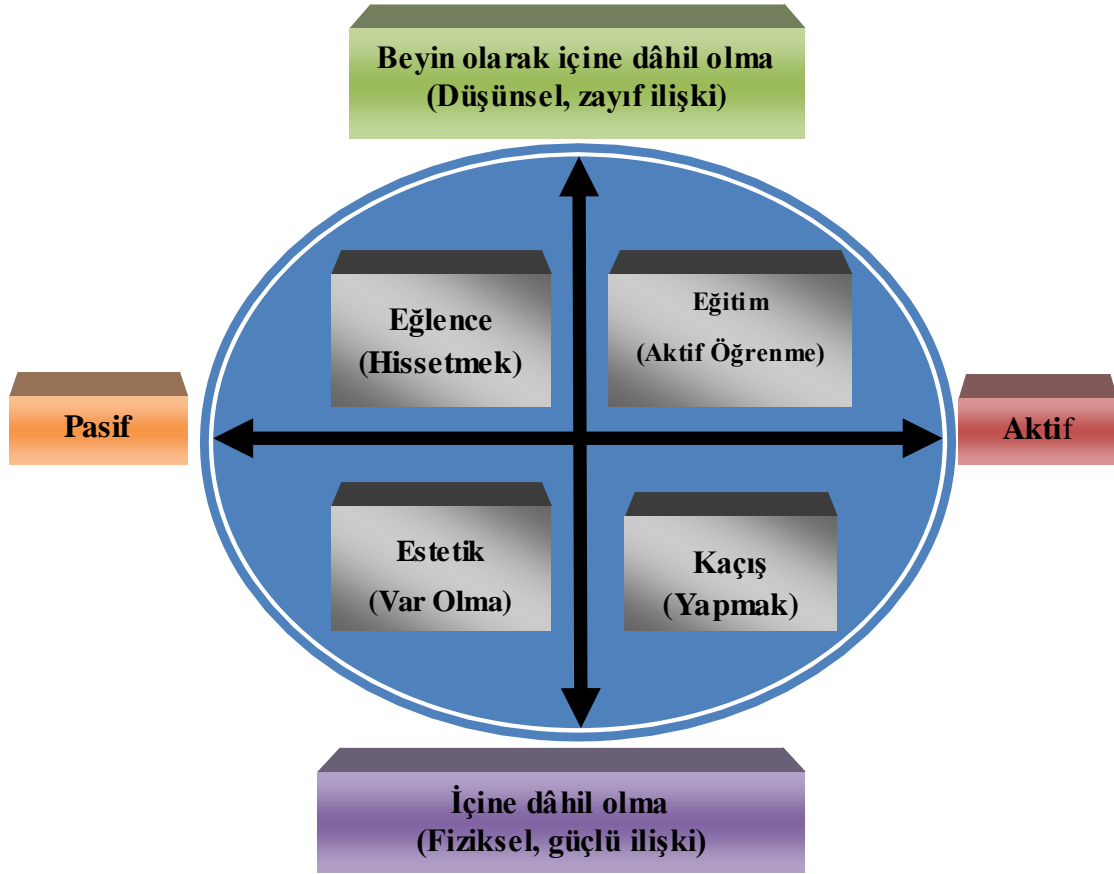 Beyin olarak içine dâhil olma
(Düşünsel, zayıf ilişki)
Eğlence
(Hissetmek)
Eğitim
(Aktif Öğrenme)
Pasif
Aktif
Estetik
(Var Olma)
Kaçış
(Yapmak)
İçine dâhil olma
(Fiziksel, güçlü ilişki)